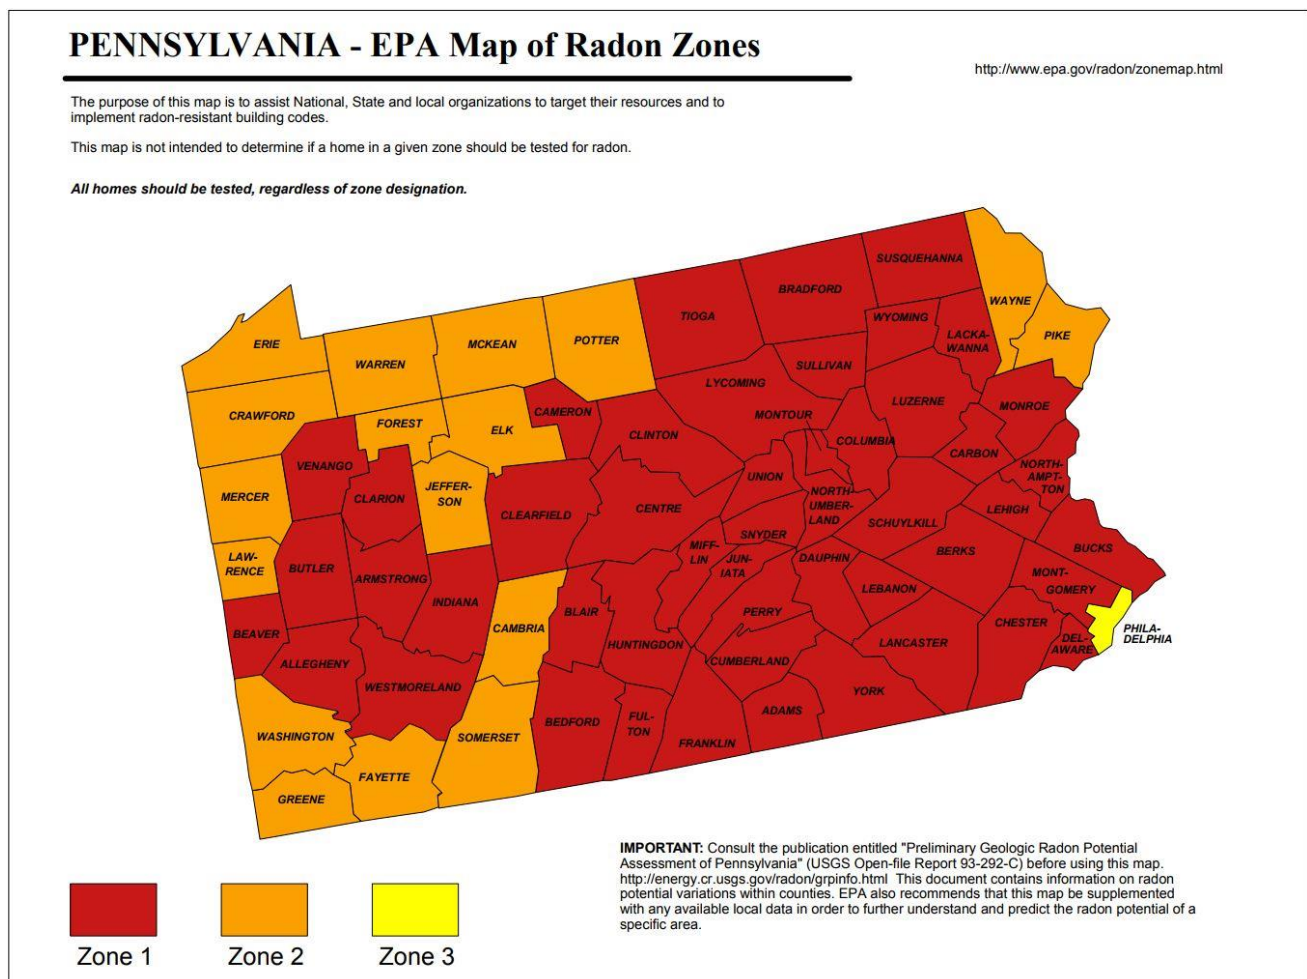 PENNSYLVANIA - EPA Map of Radon Zones
http://www.epa.gov/radon/zonemap.html
The purpose of this map is to assist National, State and local organizations to target their resources and to
implement radon-resistant building codes.
This map is not intended to determine if a home in a given zone should be tested for radon.
All homes should be tested, regardless of zone designation.
SUSQUEHANNA
BRADFORD
WAYNE
TIOGA
WYOMING
PIKE
LACKA-
WANNA
POTTER
MCKEAN
ERIE
WARREN
SULLIVAN
LYCOMING
LUZERNE
MONROE
CRAWFORD
FOREST
CAMERON
MONTOUR
ELK
CLINTON
COLUMBIA
CARBON
VENANGO
NORTH-
AMPT-
TON
UNION
MERCER
CLARION
JEFFER-
SON
CENTRE
NORTH-
UMBER-
LAND
LEHIGH
CLEARFIELD
SCHUYLKILL
SNYDER
BUCKS
LAW-
RENCE
BUTLER
ARMSTRONG
MIFF-
LIN
JUN-
IATA
DAUPHIN
BERKS
MONT-
GOMERY
LEBANON
INDIANA
BLAIR
PERRY
BEAVER
CAMBRIA
CHESTER
PHILA-
DELPHIA
HUNTINGDON
LANCASTER
DEL-
AWARE
ALLEGHENY
CUMBERLAND
WESTMORELAND
YORK
ADAMS
BEDFORD
FUL-
TON
WASHINGTON
SOMERSET
FRANKLIN
FAYETTE
GREENE
IMPORTANT: Consult the publication entitled "Preliminary Geologic Radon Potential
Assessment of Pennsylvania" (USGS Open-file Report 93-292-C) before using this map.
http://energy.cr.usgs.gov/radon/grpinfo.html This document contains information on radon
potential variations within counties. EPA also recommends that this map be supplemented
with any available local data in order to further understand and predict the radon potential of a
specific area.
Zone 1
Zone 2
Zone 3